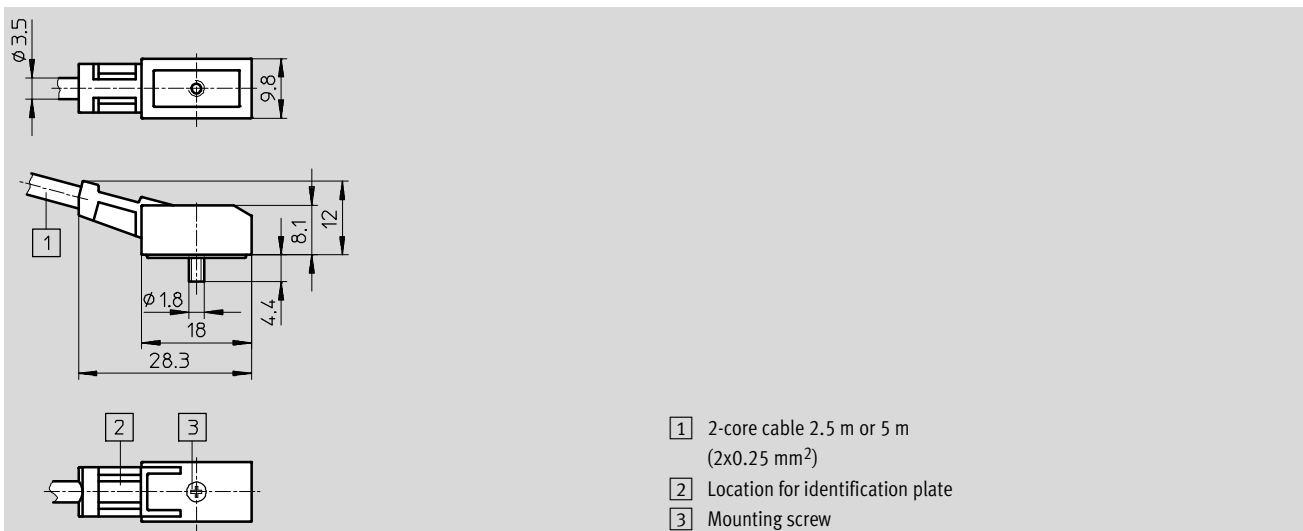 ø 3.5
9.8
1
8.1
12
ø 1.8
4.4
18
28.3
2
3
1 2-core cable 2.5 m or 5 m
(2x0.25 mm²)
2 Location for identification plate
3 Mounting screw